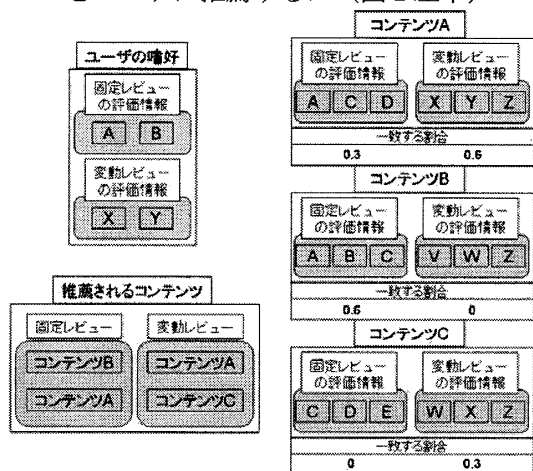 ユーザの嗜好
固定レビュー
の評価情報
A B
変動レビュー
の評価情報
X Y
推薦されるコンテンツ
固定レビュー 変動レビュー
コンテンツB コンテンツA
コンテンツA コンテンツC
コンテンツA
固定レビュー 変動レビュー
の評価情報 の評価情報
A C D X Y Z
一致する割合
0.3 0.6
コンテンツB
固定レビュー 変動レビュー
の評価情報 の評価情報
A B C V W Z
一致する割合
0.6 0
コンテンツC
固定レビュー 変動レビュー
の評価情報 の評価情報
C D E W X Z
一致する割合
0 0.3